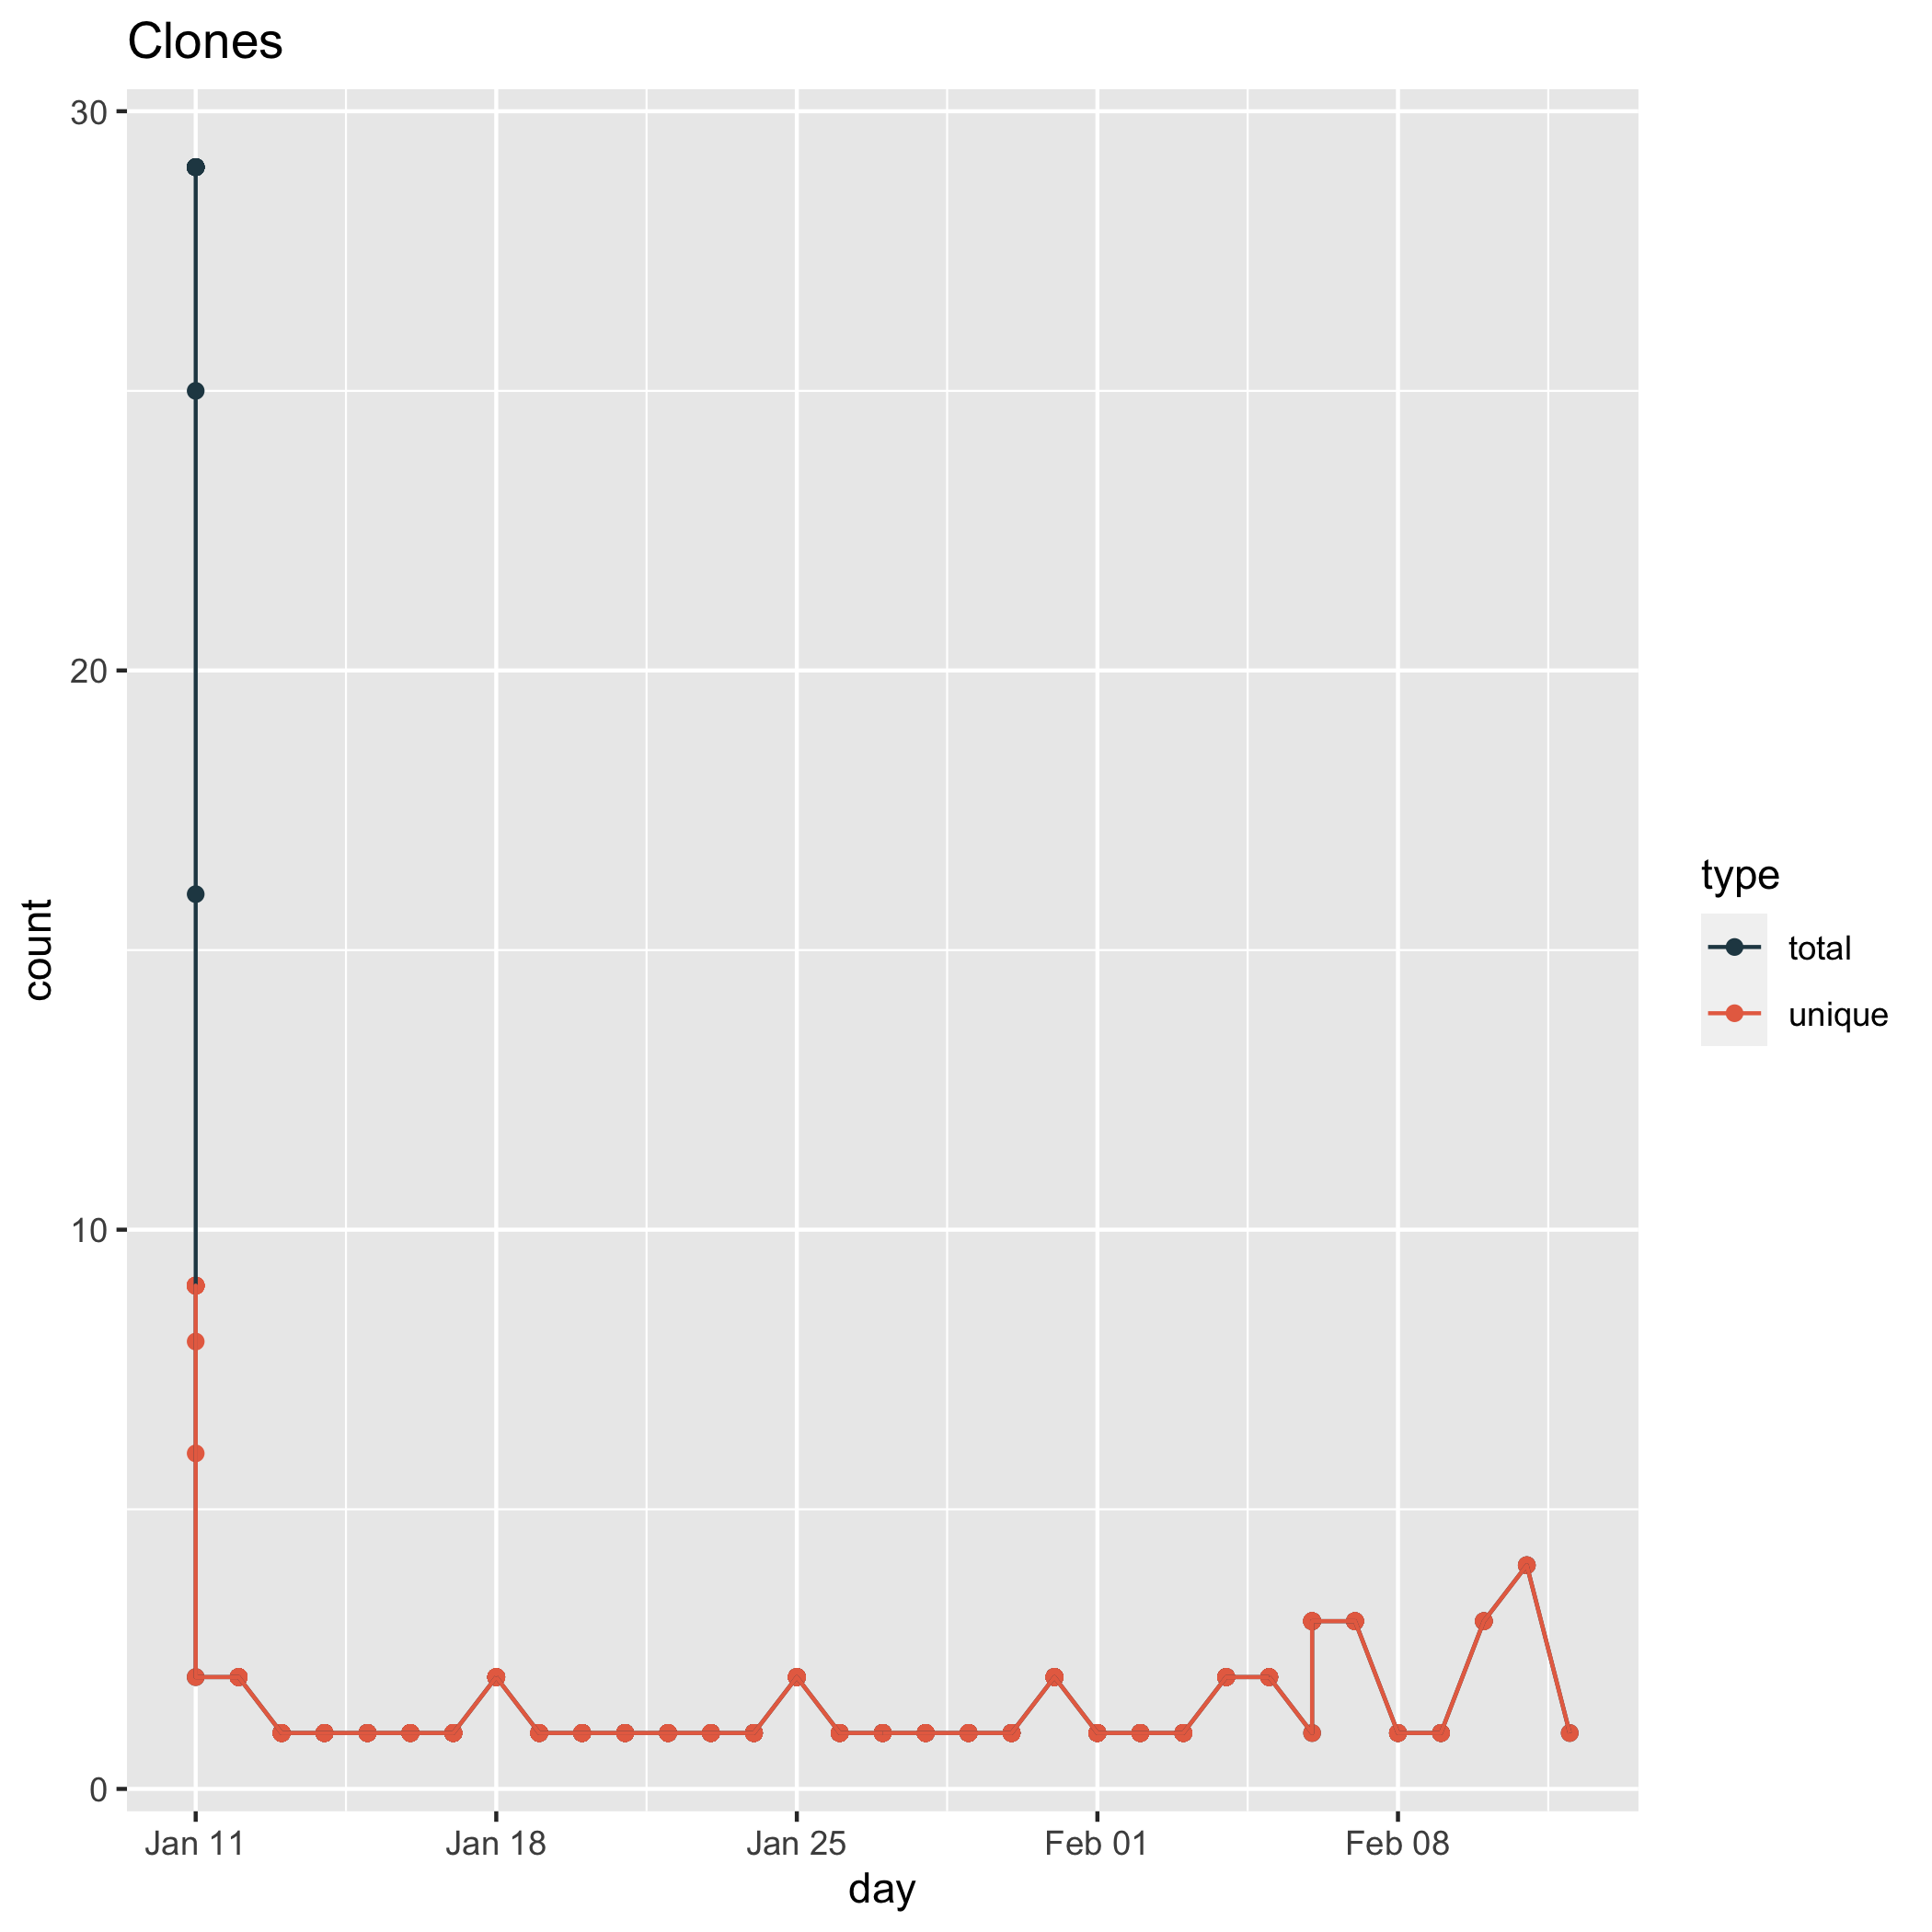 Clones
30
20
10
0
count
Jan 11
Jan 18
Jan 25
Feb 01
Feb 08
day
type
total
unique